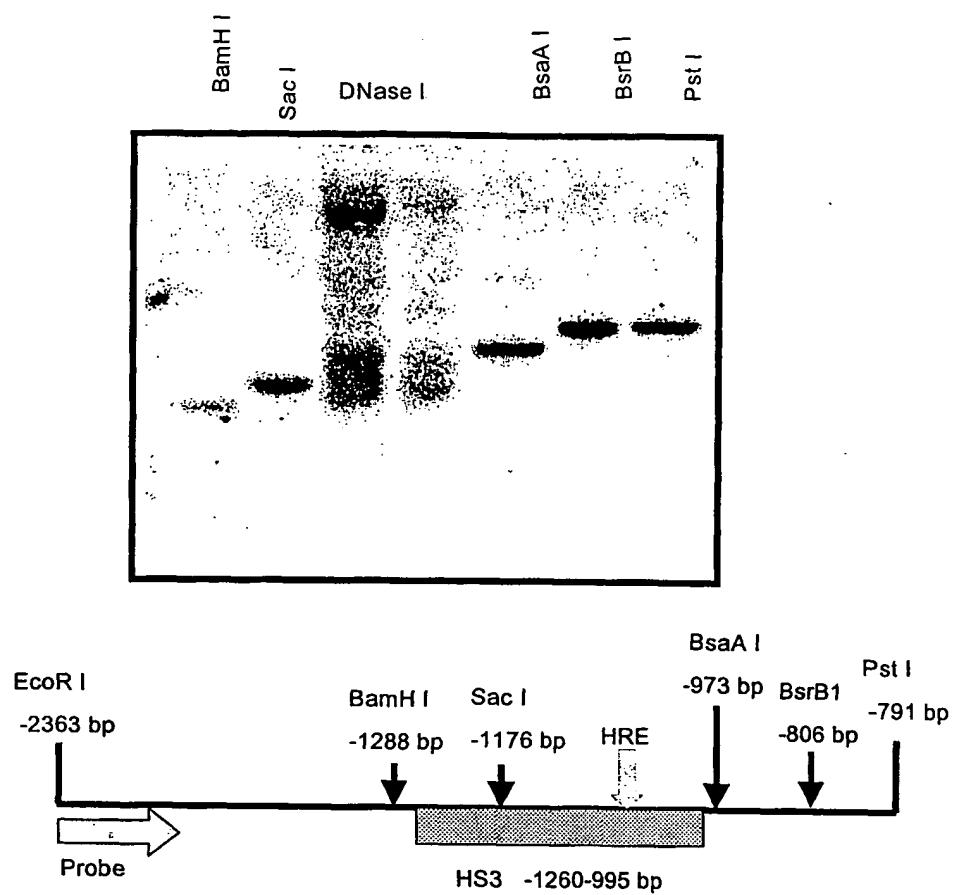 BamH I
Sac I
DNase I
BsaA I
BsrB I
Pst I
EcoR I
-2363 bp
BamH I
-1288 bp
Sac I
-1176 bp
HRE
BsaA I
-973 bp
BsrB1
-806 bp
Pst I
-791 bp
Probe
HS3 -1260-995 bp